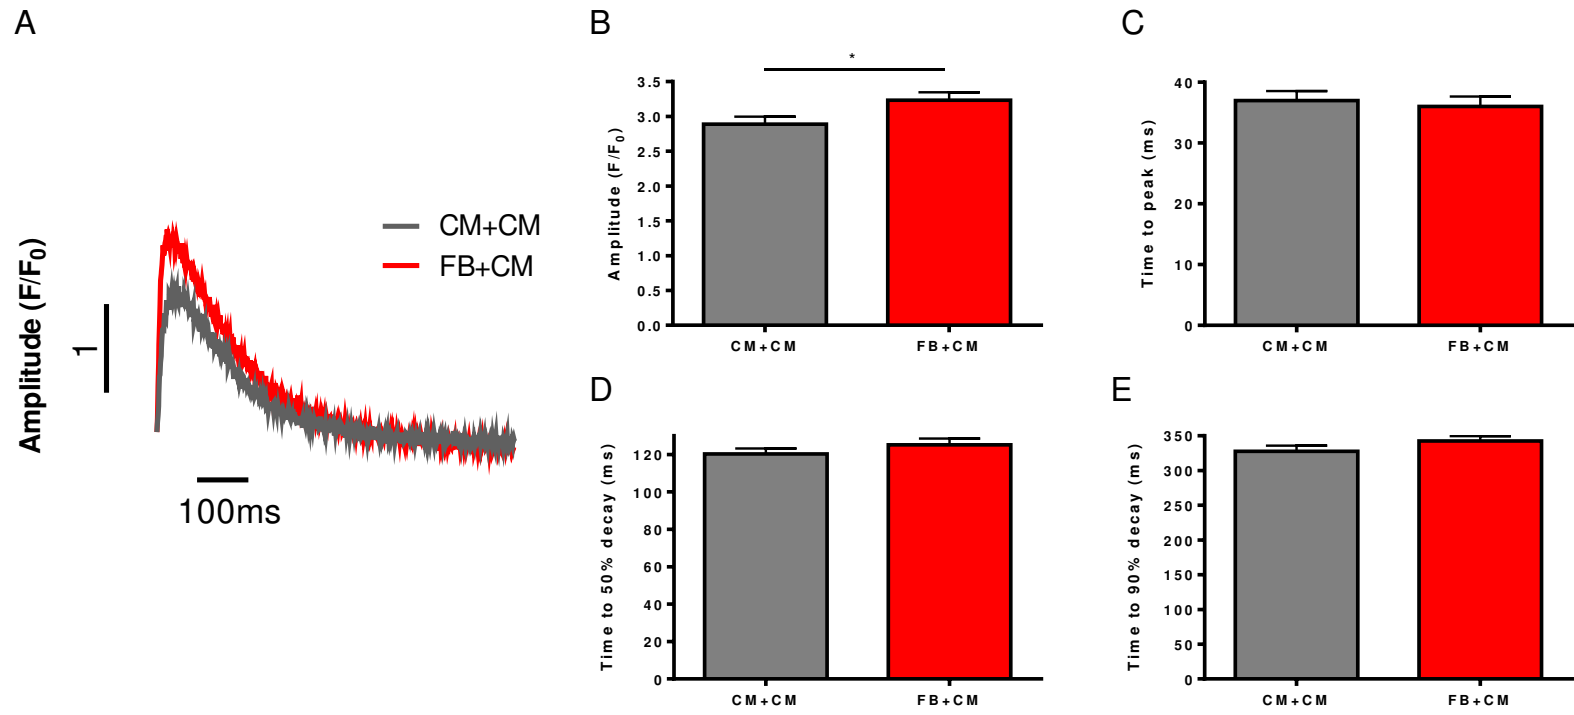 A
Amplitude (F/F0)
1
100ms
CM+CM
FB+CM
B
*
Amplitude (F/F0)
3.5
3.0
2.5
2.0
1.5
1.0
0.5
0.0
CM+CM
FB+CM
C
Time to peak (ms)
40
30
20
10
0
CM+CM
FB+CM
D
Time to 50% decay (ms)
120
100
80
60
40
20
0
CM+CM
FB+CM
E
Time to 90% decay (ms)
350
300
250
200
150
100
50
0
CM+CM
FB+CM